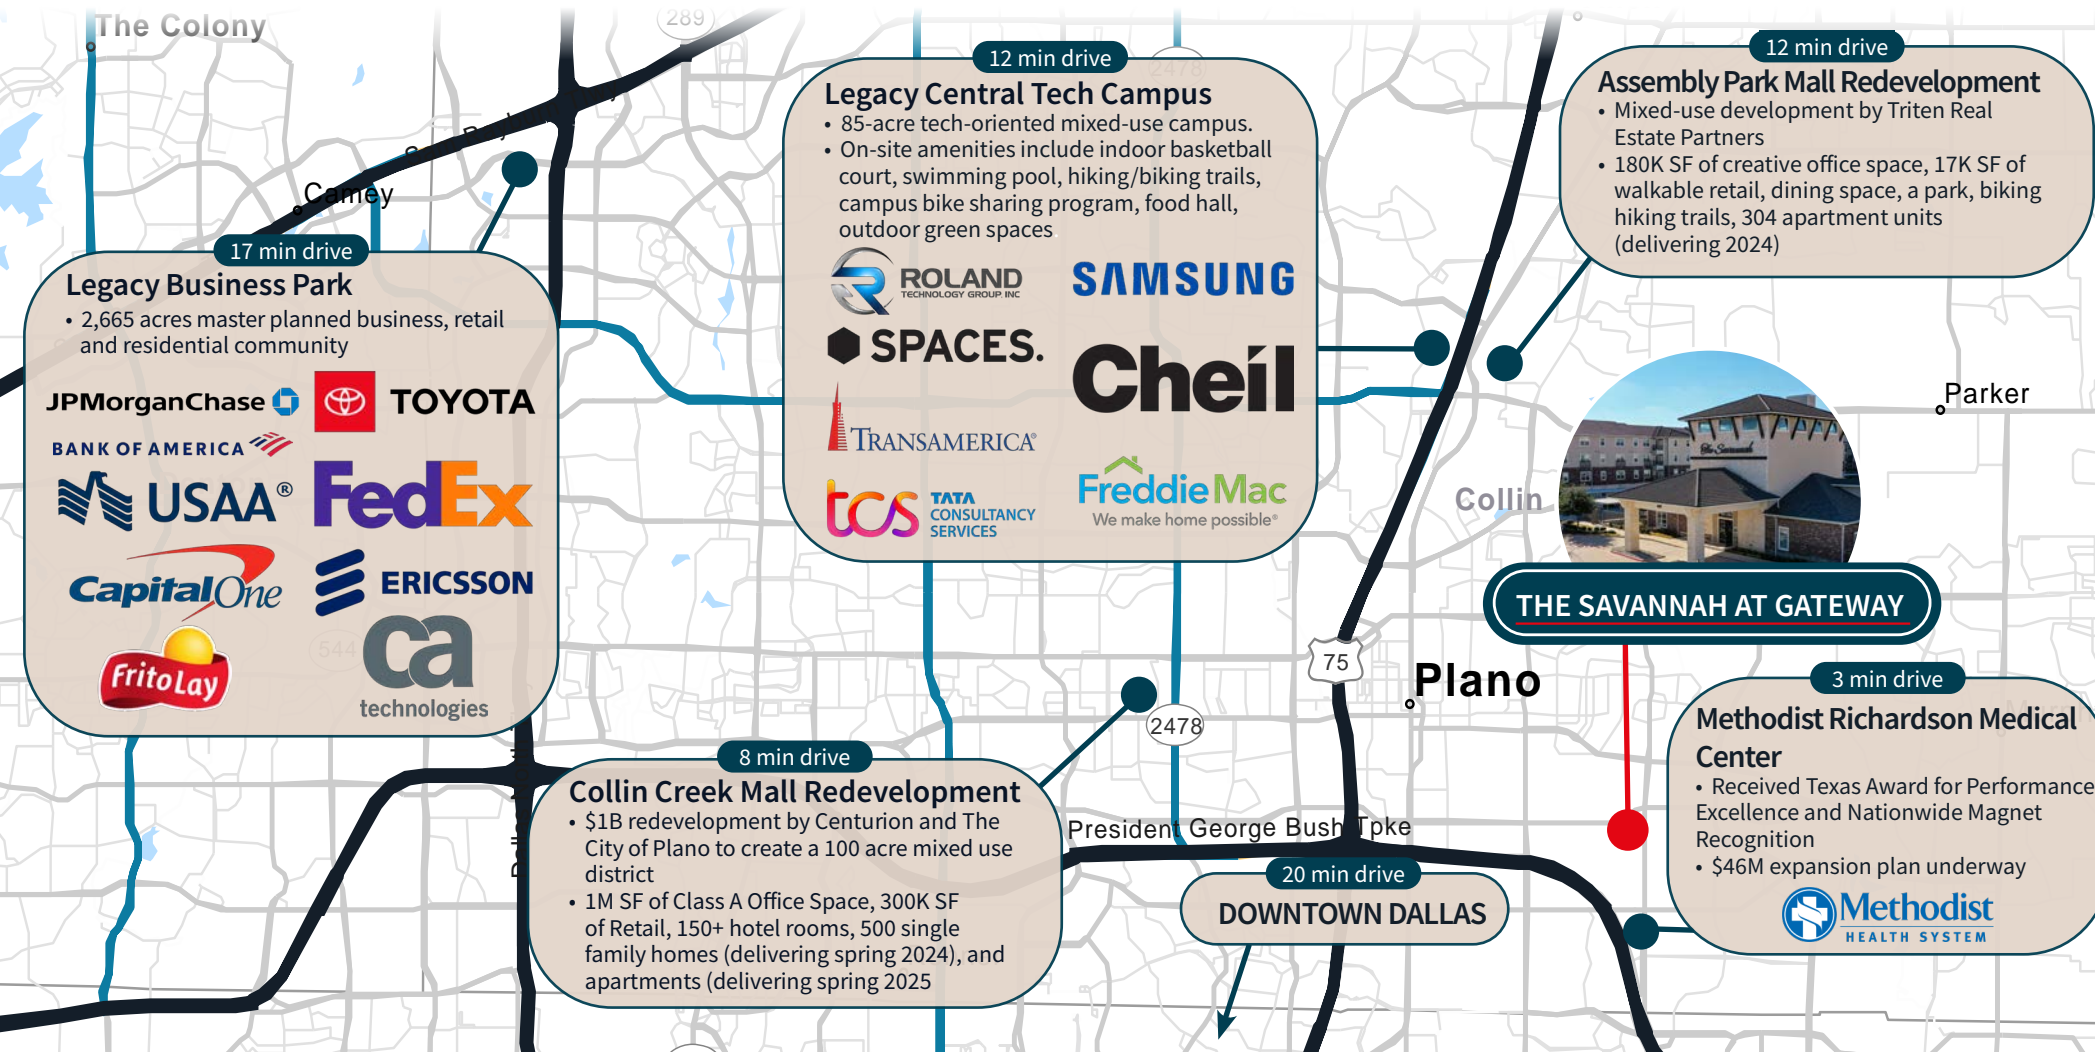 The Colony
289
Camey
17 min drive
Legacy Business Park
• 2,665 acres master planned business, retail
and residential community
JPMorganChase
TOYOTA
BANK OF AMERICA
USAA®
FedEx
CapitalOne
ERICSSON
FritoLay
ca
technologies
544
12 min drive
2478
Legacy Central Tech Campus
• 85-acre tech-oriented mixed-use campus.
• On-site amenities include indoor basketball
court, swimming pool, hiking/biking trails,
campus bike sharing program, food hall,
outdoor green spaces.
ROLAND
TECHNOLOGY GROUP, INC
SAMSUNG
SPACES.
Cheil
TRANSAMERICA®
tcs TATA
CONSULTANCY
SERVICES
Freddie Mac
We make home possible®
12 min drive
Assembly Park Mall Redevelopment
• Mixed-use development by Triten Real
Estate Partners
• 180K SF of creative office space, 17K SF of
walkable retail, dining space, a park, biking
hiking trails, 304 apartment units
(delivering 2024)
Parker
Collin
The Savannah
THE SAVANNAH AT GATEWAY
75
Plano
2478
8 min drive
Collin Creek Mall Redevelopment
• $1B redevelopment by Centurion and The
City of Plano to create a 100 acre mixed use
district
• 1M SF of Class A Office Space, 300K SF
of Retail, 150+ hotel rooms, 500 single
family homes (delivering spring 2024), and
apartments (delivering spring 2025
President George Bush Tpke
20 min drive
DOWNTOWN DALLAS
3 min drive
Methodist Richardson Medical
Center
• Received Texas Award for Performance
Excellence and Nationwide Magnet
Recognition
• $46M expansion plan underway
Methodist
HEALTH SYSTEM